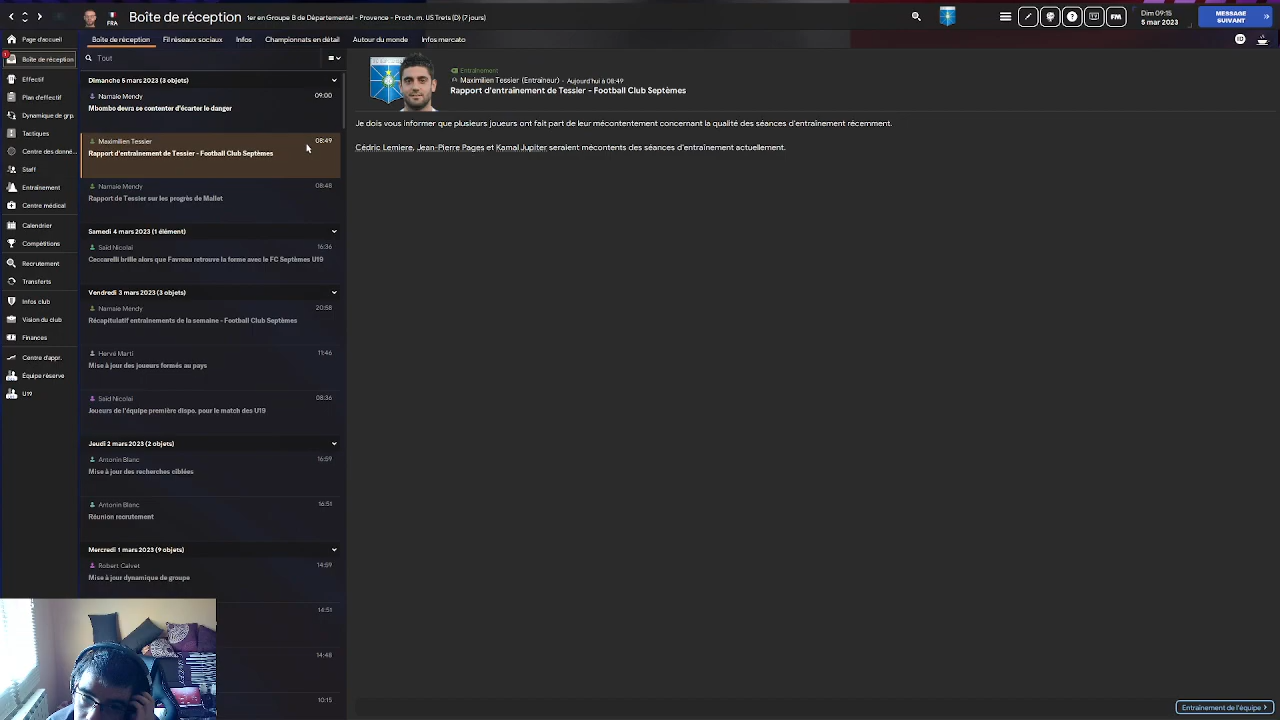 FRA
Boîte de réception
1er en Groupe B de Départemental - Provence - Proch. m. US Trets (D) (7 jours)
FM
Dim 09:15
5 mar 2023
MESSAGE
SUIVANT
Page d'accueil
Boîte de réception
Fil réseaux sociaux
Infos
Championnats en détail
Autour du monde
Infos mercato
1
Boîte de réception
Effectif
Plan d'effectif
Dynamique de grp.
Tactiques
Centre des donné...
Staff
Entraînement
Centre médical
Calendrier
Compétitions
Recrutement
Transferts
Infos club
Vision du club
Finances
Centre d'appr.
Équipe réserve
U19
Tout
Dimanche 5 mars 2023 (3 objets)
Namaie Mendy
09:00
Mbombo devra se contenter d'écarter le danger
Maximilien Tessier
08:49
Rapport d'entraînement de Tessier - Football Club Septèmes
Namaie Mendy
08:48
Rapport de Tessier sur les progrès de Mallet
Samedi 4 mars 2023 (1 élément)
Saïd Nicolaï
16:36
Ceccarelli brille alors que Favreau retrouve la forme avec le FC Septèmes U19
Vendredi 3 mars 2023 (3 objets)
Namaie Mendy
20:58
Récapitulatif entraînements de la semaine - Football Club Septèmes
Hervé Marti
11:46
Mise à jour des joueurs formés au pays
Saïd Nicolaï
08:36
Joueurs de l'équipe première dispo. pour le match des U19
Jeudi 2 mars 2023 (2 objets)
Antonin Blanc
16:59
Mise à jour des recherches ciblées
Antonin Blanc
16:51
Réunion recrutement
Mercredi 1 mars 2023 (9 objets)
Robert Calvet
14:59
Mise à jour dynamique de groupe
14:51
14:48
10:15
Entraînement
Maximilien Tessier (Entraîneur) - Aujourd'hui à 08:49
Rapport d'entraînement de Tessier - Football Club Septèmes
Je dois vous informer que plusieurs joueurs ont fait part de leur mécontentement concernant la qualité des séances d'entraînement récemment.
Cédric Lemiere, Jean-Pierre Pages et Kamal Jupiter seraient mécontents des séances d'entraînement actuellement.
Entraînement de l'équipe